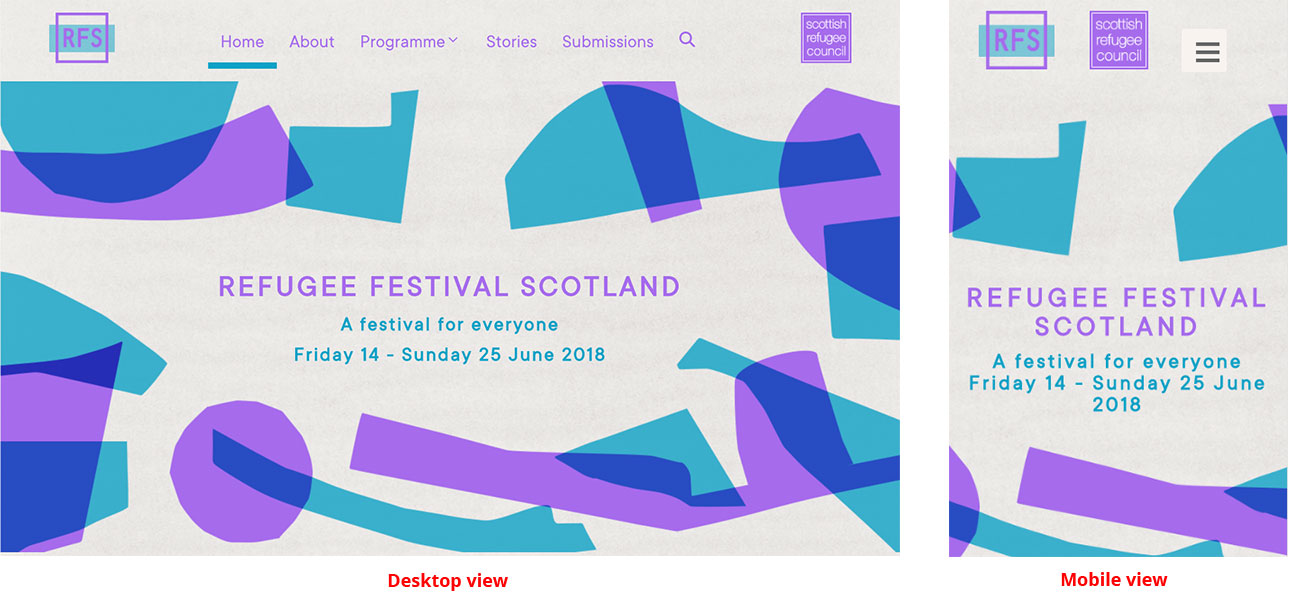 RFS
Home About Programme Stories Submissions
scottish
refugee
council
REFUGEE FESTIVAL SCOTLAND
A festival for everyone
Friday 14 - Sunday 25 June 2018
Desktop view
RFS
scottish
refugee
council
REFUGEE FESTIVAL
SCOTLAND
A festival for everyone
Friday 14 - Sunday 25 June
2018
Mobile view